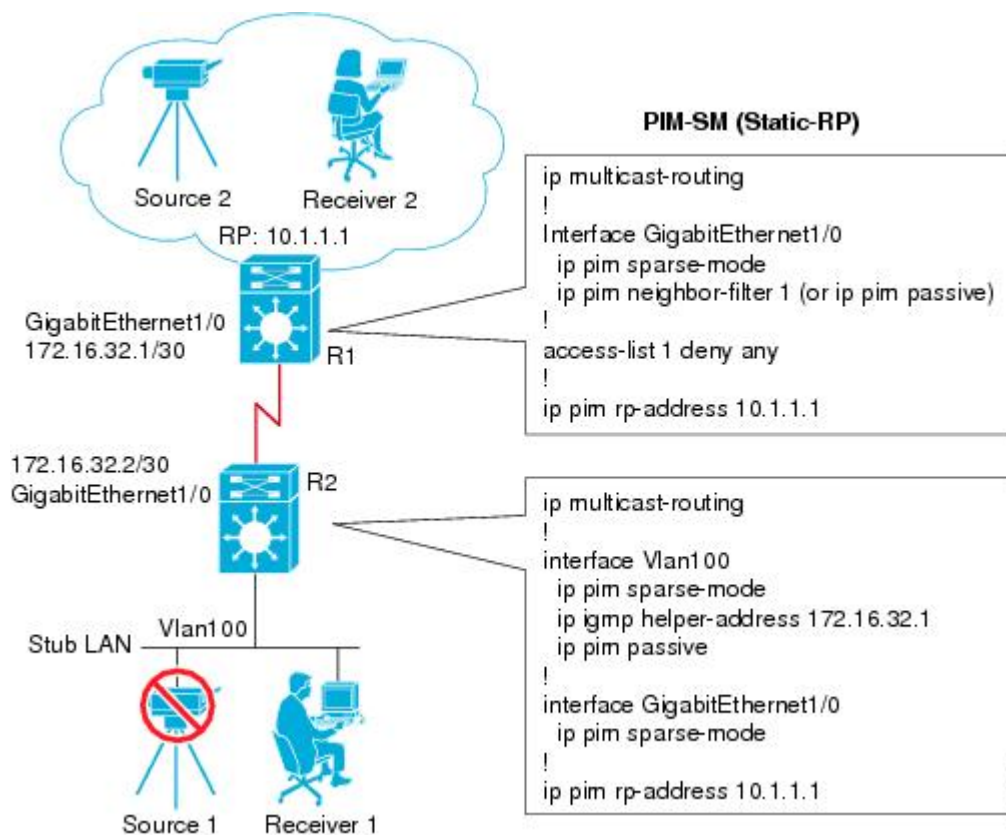 Source 2
Receiver 2
RP: 10.1.1.1
GigabitEthernet1/0
172.16.32.1/30
R1
172.16.32.2/30
GigabitEthernet1/0
R2
Vlan100
Stub LAN
Source 1
Receiver 1
PIM-SM (Static-RP)
ip multicast-routing
!
Interface GigabitEthernet1/0
ip pim sparse-mode
ip pim neighbor-filter 1 (or ip pim passive)
!
access-list 1 deny any
!
ip pim rp-address 10.1.1.1
ip multicast-routing
!
interface Vlan100
ip pim sparse-mode
ip igmp helper-address 172.16.32.1
ip pim passive
!
interface GigabitEthernet1/0
ip pim sparse-mode
!
ip pim rp-address 10.1.1.1